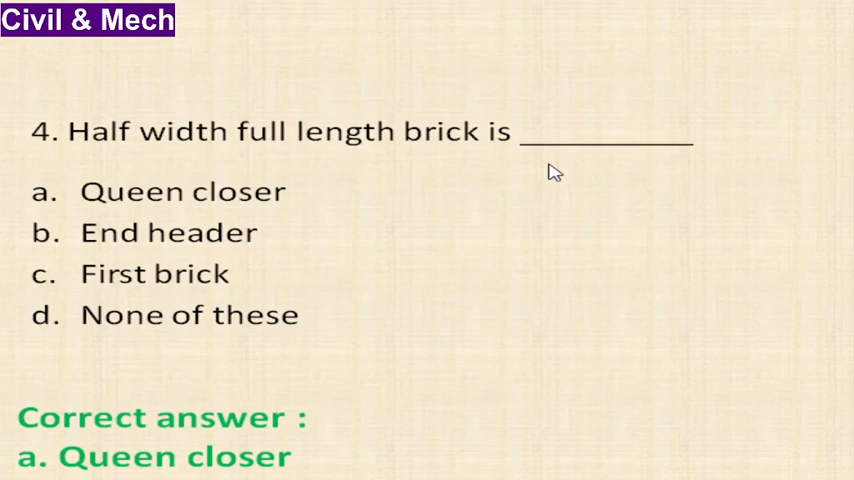 Civil & Mech
4. Half width full length brick is ____________
a. Queen closer
b. End header
c. First brick
d. None of these
Correct answer :
a. Queen closer